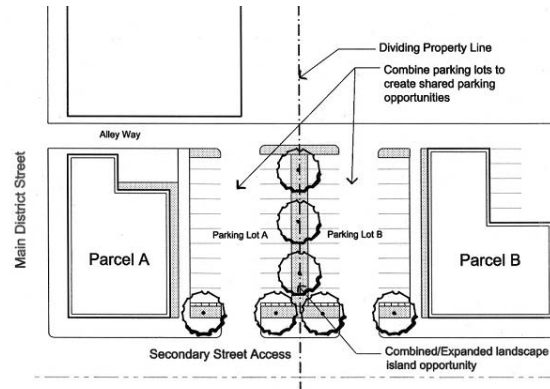 Dividing Property Line
Combine parking lots to
create shared parking
opportunities
Alley Way
Main District Street
Parking Lot A
Parking Lot B
Parcel A
Parcel B
Secondary Street Access
Combined/Expanded landscape
island opportunity